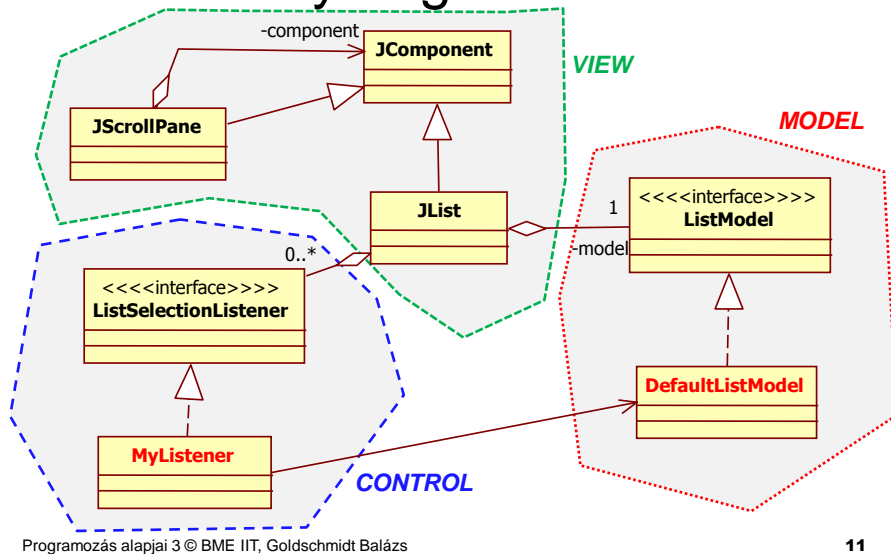 -component
JComponent
VIEW
JScrollPane
MODEL
JList
1
<<<<interface>>>>
ListModel
-model
0..*
<<<<interface>>>>
ListSelectionListener
DefaultListModel
MyListener
CONTROL
Programozás alapjai 3 © BME IIT, Goldschmidt Balázs
11